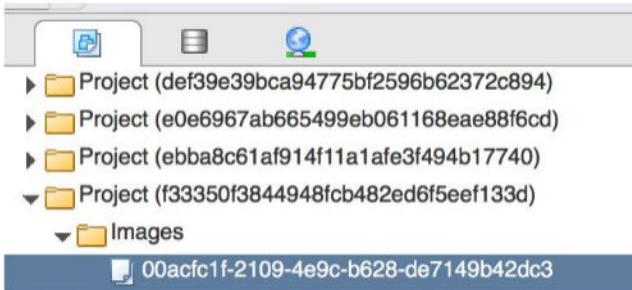 Project (def39e39bca94775bf2596b62372c894)
Project (e0e6967ab665499eb061168eae88f6cd)
Project (ebba8c61af914f11a1afe3f494b17740)
Project (f33350f3844948fcb482ed6f5eef133d)
Images
00acfc1f-2109-4e9c-b628-de7149b42dc3